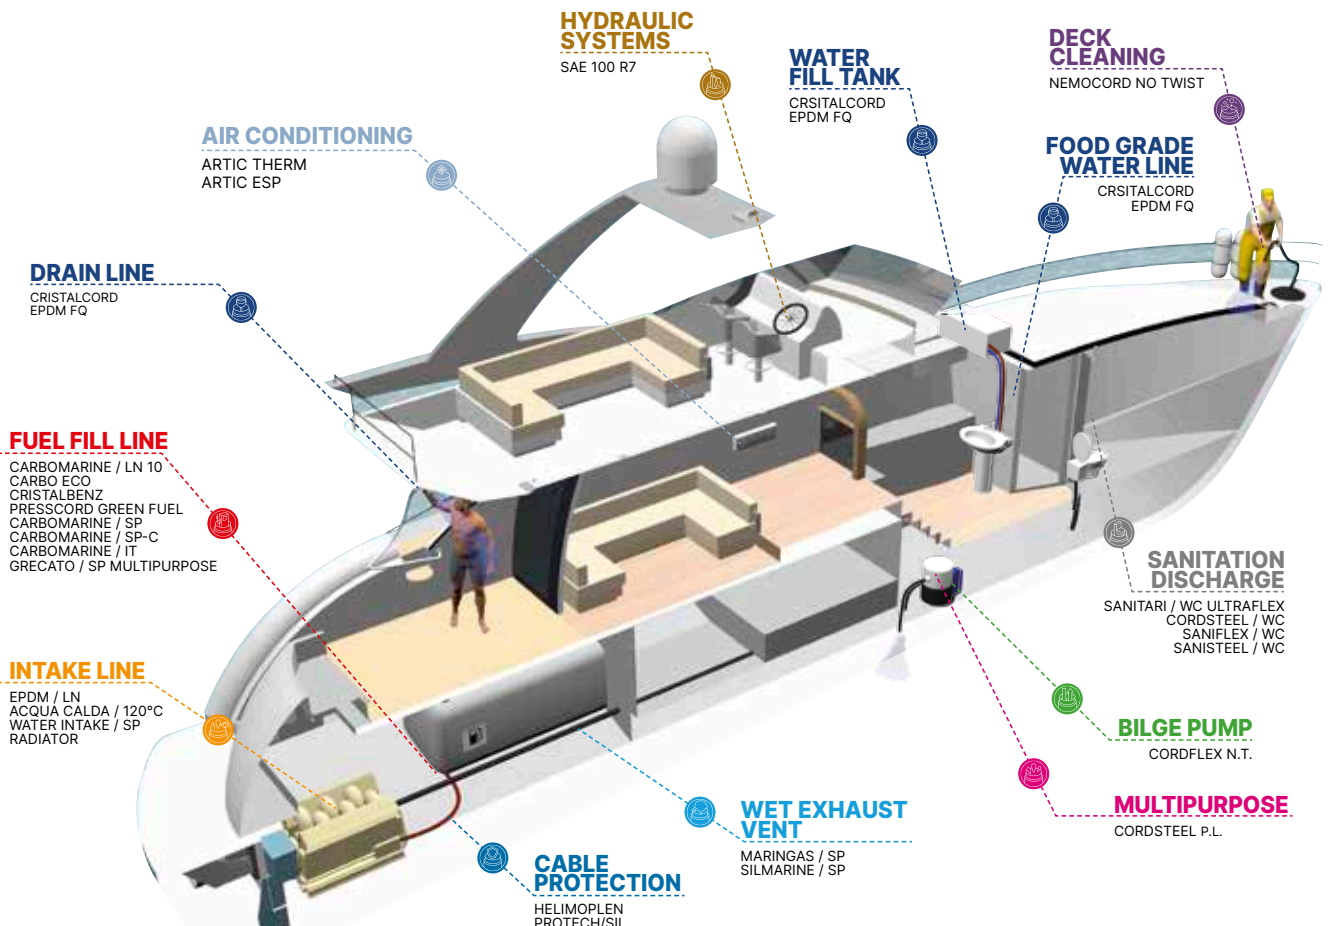 HYDRAULIC
SYSTEMS
SAE 100 R7
WATER
FILL TANK
CRSITALCORD
EPDM FQ
DECK
CLEANING
NEMOCORD NO TWIST
AIR CONDITIONING
ARTIC THERM
ARTIC ESP
FOOD GRADE
WATER LINE
CRSITALCORD
EPDM FQ
DRAIN LINE
CRISTALCORD
EPDM FQ
FUEL FILL LINE
CARBOMARINE / LN 10
CARBO ECO
CRISTALBENZ
PRESSCORD GREEN FUEL
CARBOMARINE / SP
CARBOMARINE / SP-C
CARBOMARINE / IT
GRECATO / SP MULTIPURPOSE
SANITATION
DISCHARGE
SANITARI / WC ULTRAFLEX
CORDSTEEL / WC
SANIFLEX / WC
SANISTEEL / WC
INTAKE LINE
EPDM / LN
ACQUA CALDA / 120°C
WATER INTAKE / SP
RADIATOR
BILGE PUMP
CORDFLEX N.T.
MULTIPURPOSE
CORDSTEEL P.L.
WET EXHAUST
VENT
MARINGAS / SP
SILMARINE / SP
CABLE
PROTECTION
HELIMOPLEN
PROTECH/SIL